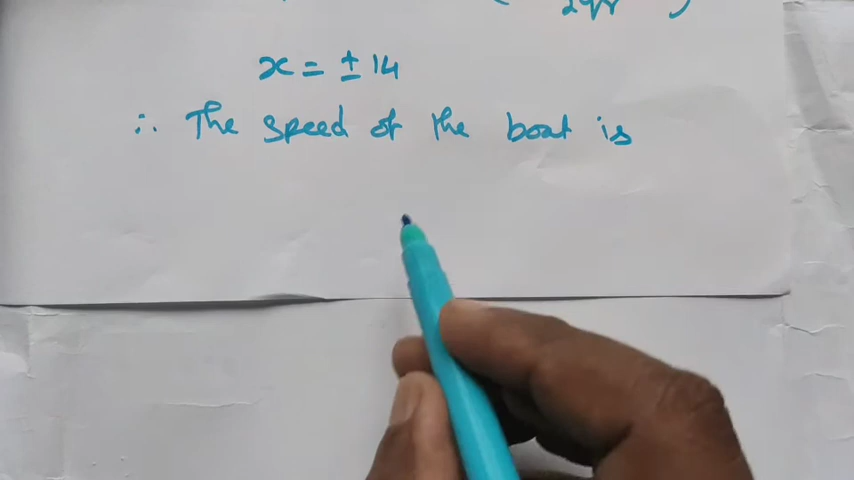 x = ± 14
∴ The speed of the boat is